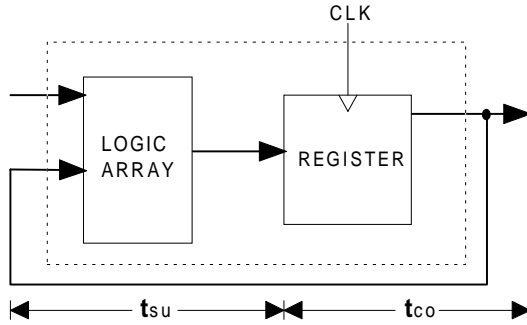 CLK
LOGIC
ARRAY
REGISTER
tsu
tco